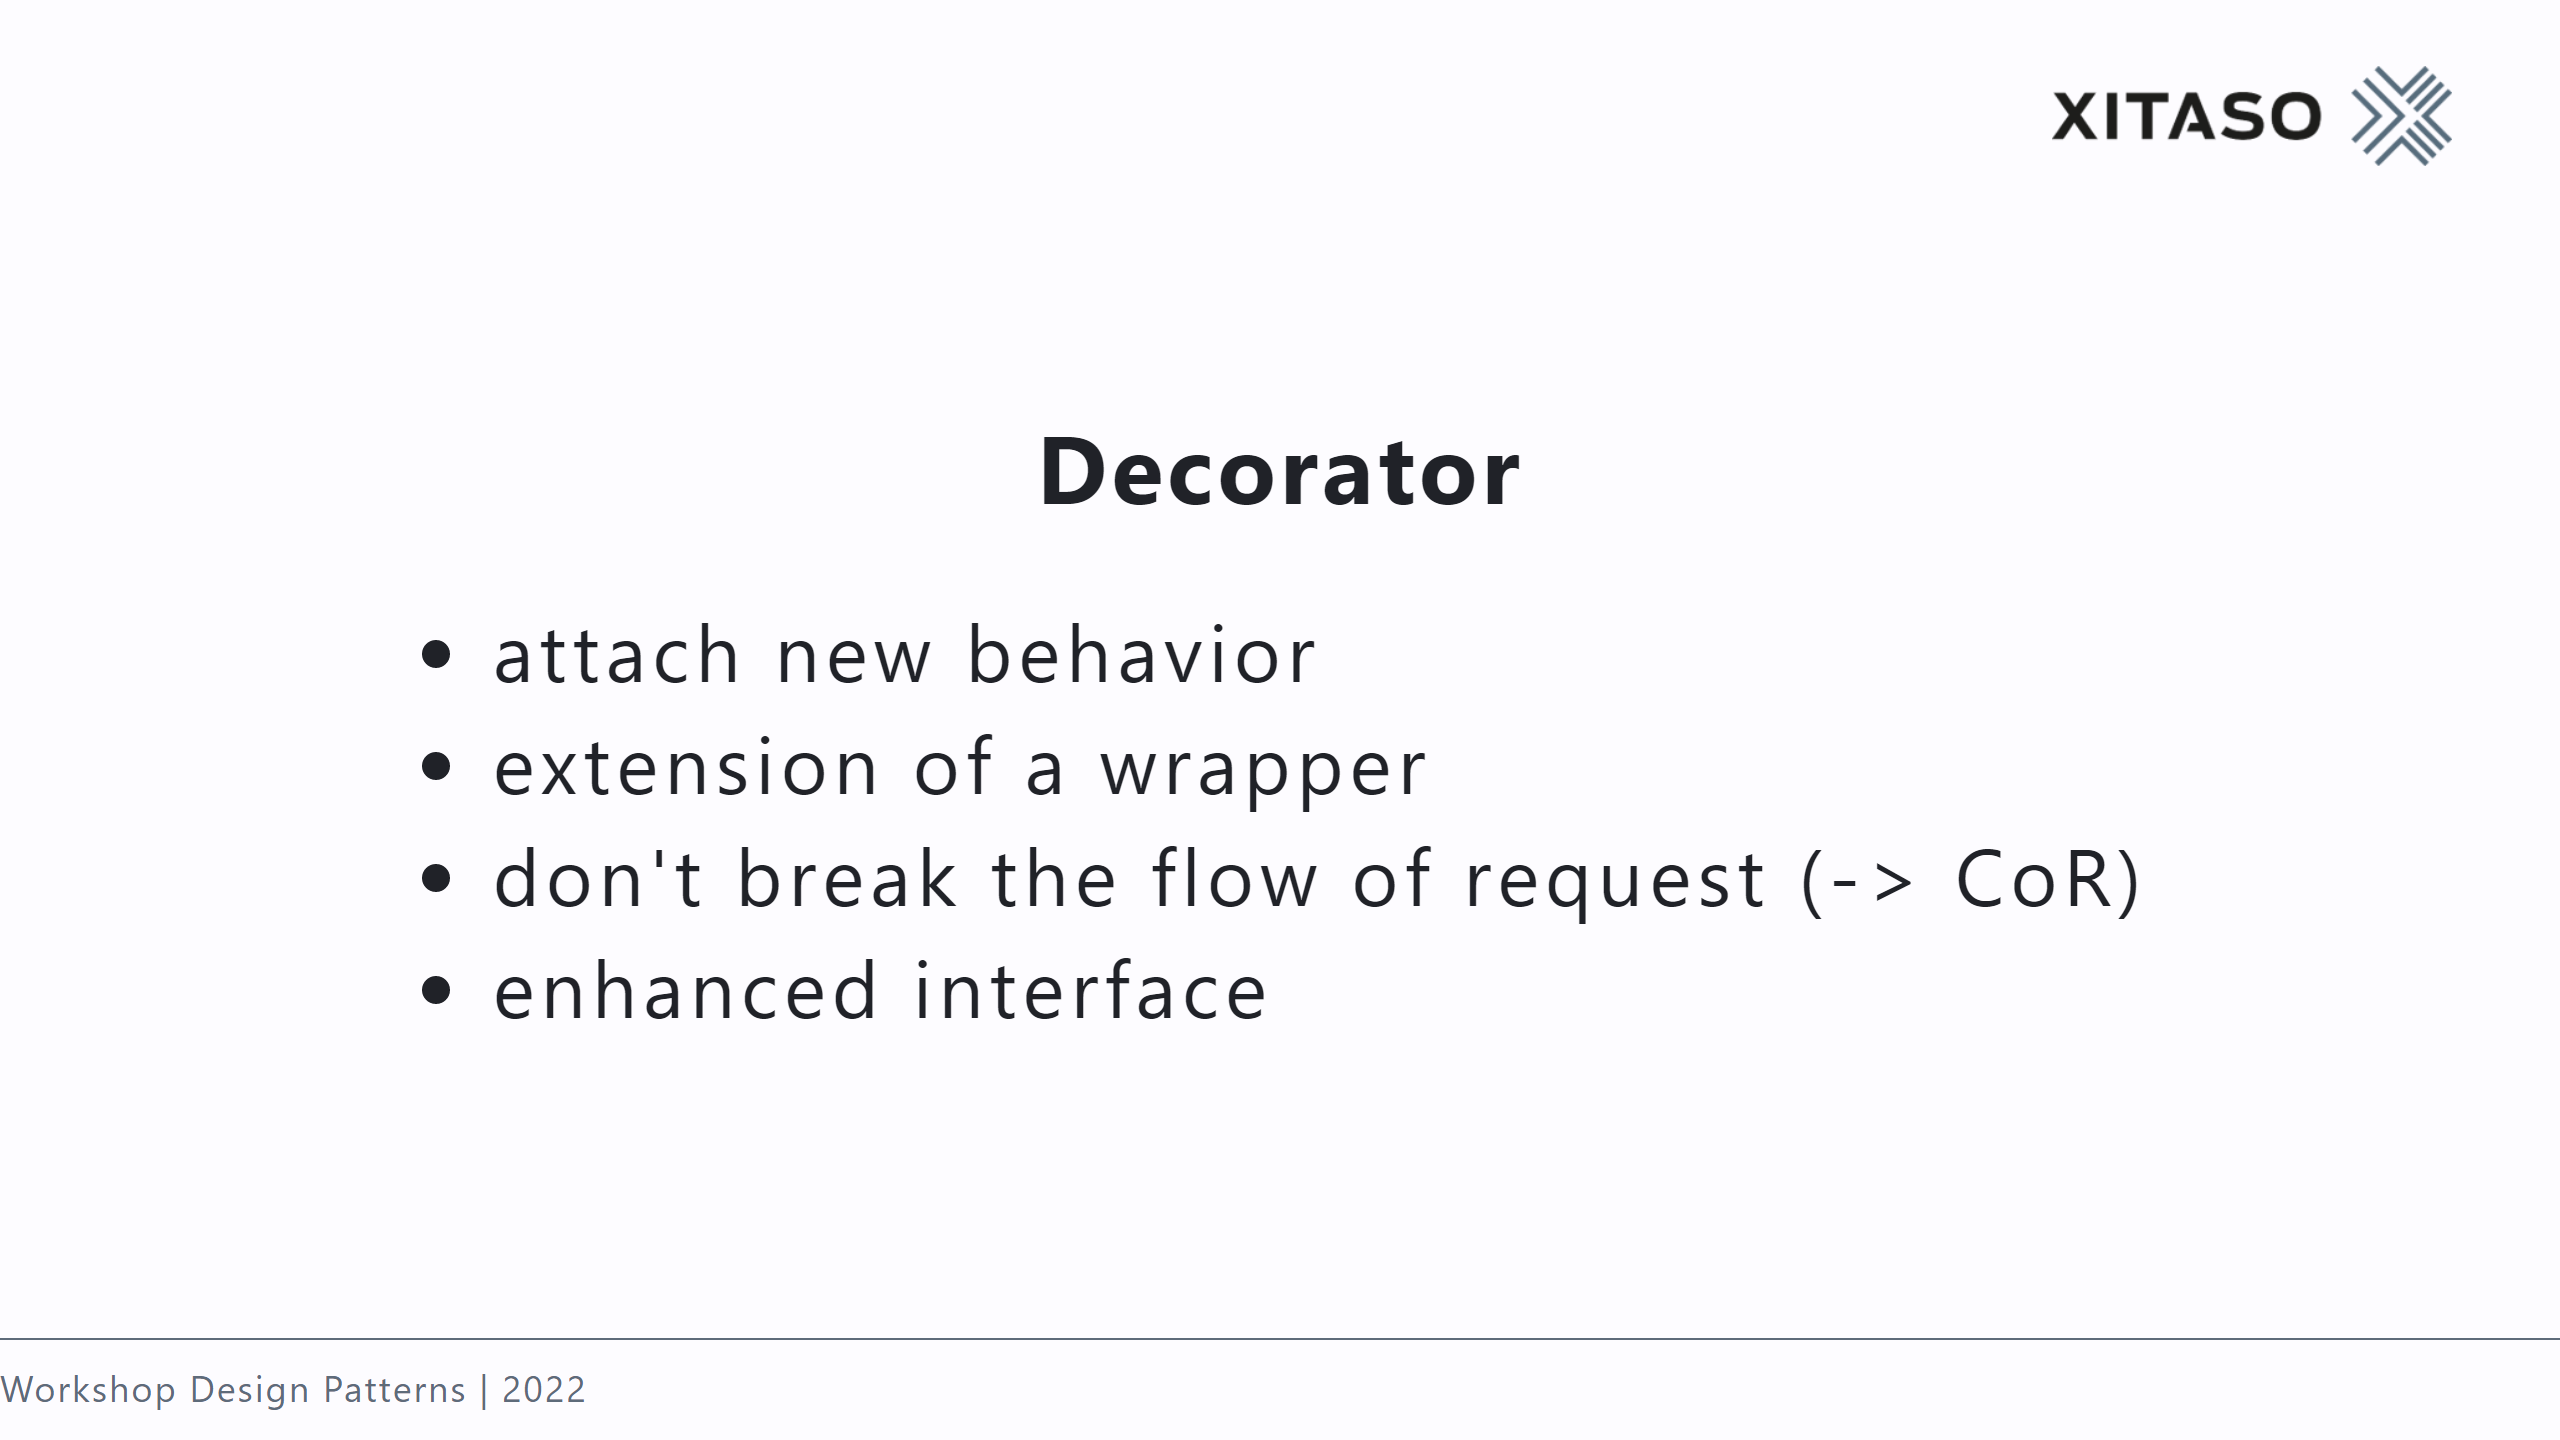 XITASO
Decorator
• attach new behavior
• extension of a wrapper
• don't break the flow of request (-> CoR)
• enhanced interface
Workshop Design Patterns | 2022